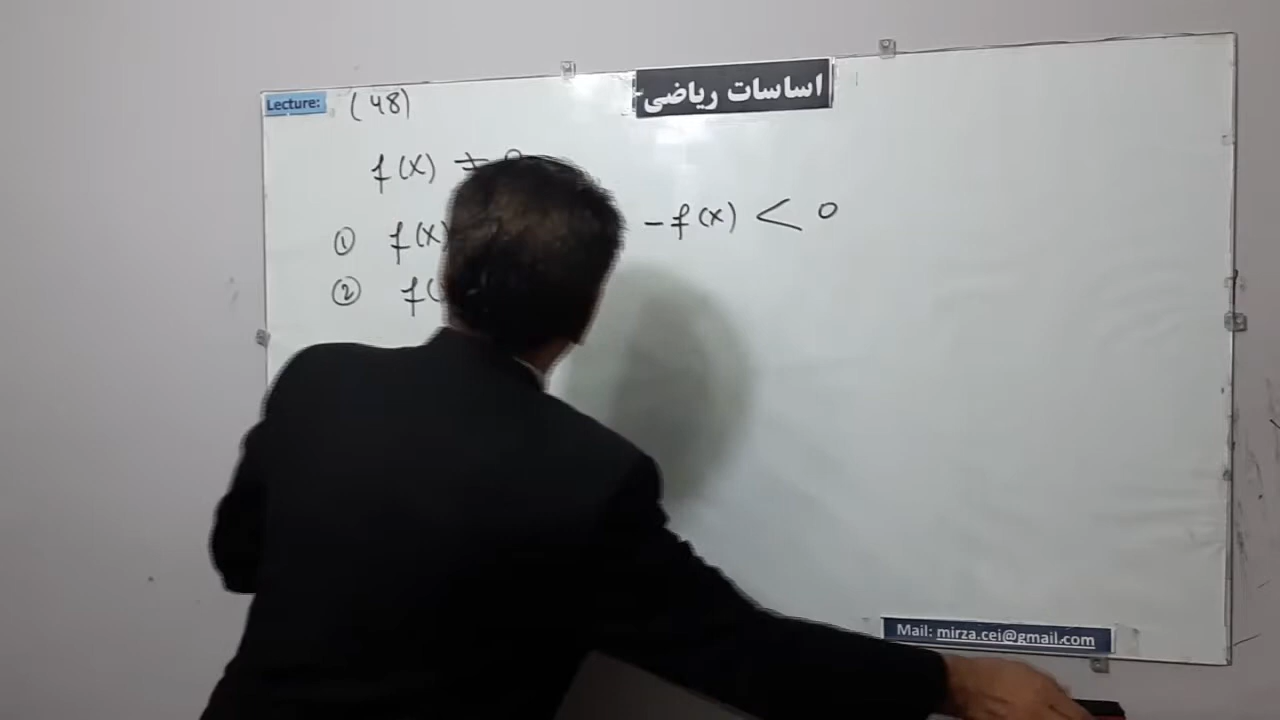 اساسات ریاضی
Lecture: (48)
f(x) ≠ 0
① f(x) -f(x) < 0
② f(
Mail: mirza.cei@gmail.com